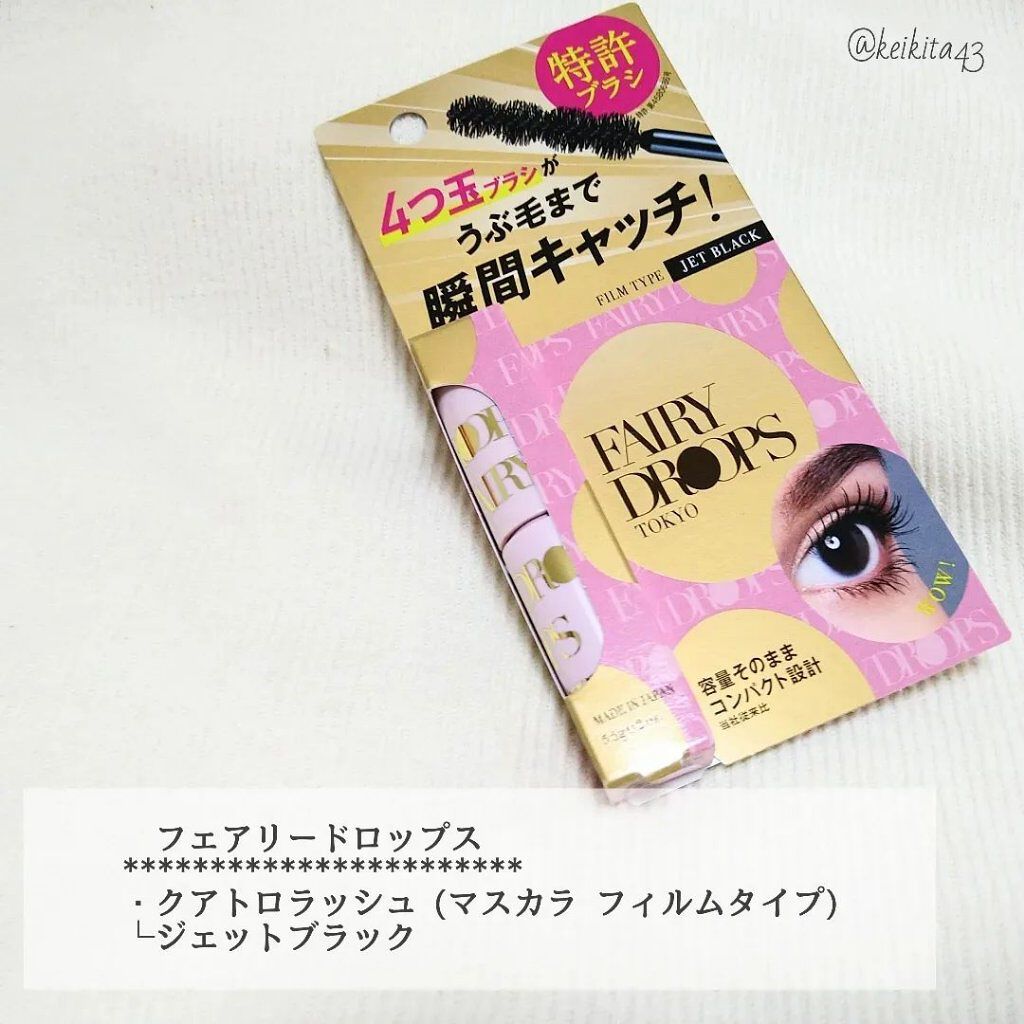 @keikita43
特許
ブラシ
4つ玉ブラシが
うぶ毛まで
瞬間キャッチ!
FILM TYPE JET BLACK
FAIRY
DROOPS
TOKYO
WOW!
容量そのまま
コンパクト設計
当社従来比
MADE IN JAPAN
フェアリードロップス
***********************
・クアトロラッシュ (マスカラ フィルムタイプ)
└ジェットブラック